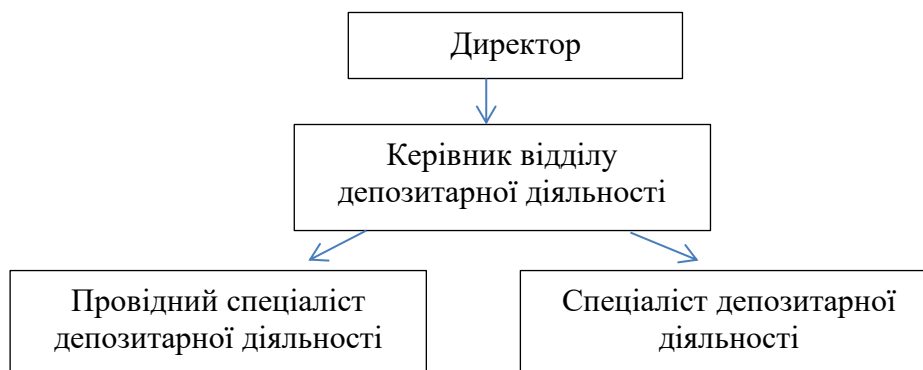 Директор
Керівник відділу
депозитарної діяльності
Провідний спеціаліст
депозитарної діяльності
Спеціаліст депозитарної
діяльності